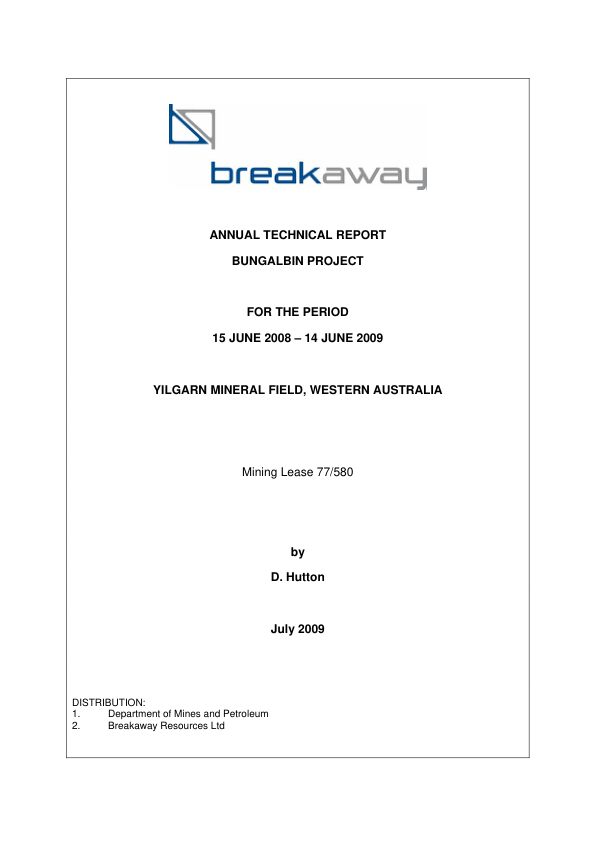 breakaway
ANNUAL TECHNICAL REPORT
BUNGALBIN PROJECT
FOR THE PERIOD
15 JUNE 2008 – 14 JUNE 2009
YILGARN MINERAL FIELD, WESTERN AUSTRALIA
Mining Lease 77/580
by
D. Hutton
July 2009
DISTRIBUTION:
1. Department of Mines and Petroleum
2. Breakaway Resources Ltd